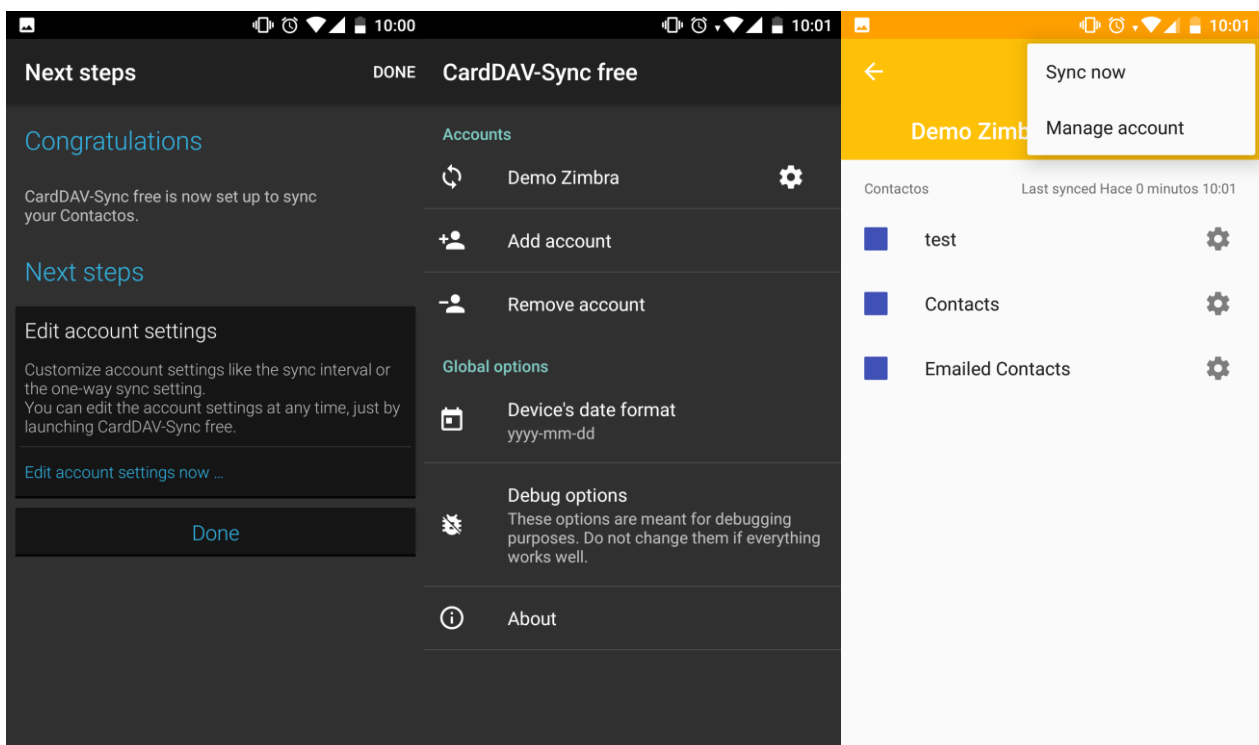 10:00
Next steps
DONE
Congratulations
CardDAV-Sync free is now set up to sync
your Contactos.
Next steps
Edit account settings
Customize account settings like the sync interval or
the one-way sync setting.
You can edit the account settings at any time, just by
launching CardDAV-Sync free.
Edit account settings now ...
Done
10:01
CardDAV-Sync free
Accounts
Demo Zimbra
Add account
Remove account
Global options
Device's date format
yyyy-mm-dd
Debug options
These options are meant for debugging
purposes. Do not change them if everything
works well.
About
10:01
Sync now
Manage account
Demo Zimb
Contactos
Last synced Hace 0 minutos 10:01
test
Contacts
Emailed Contacts